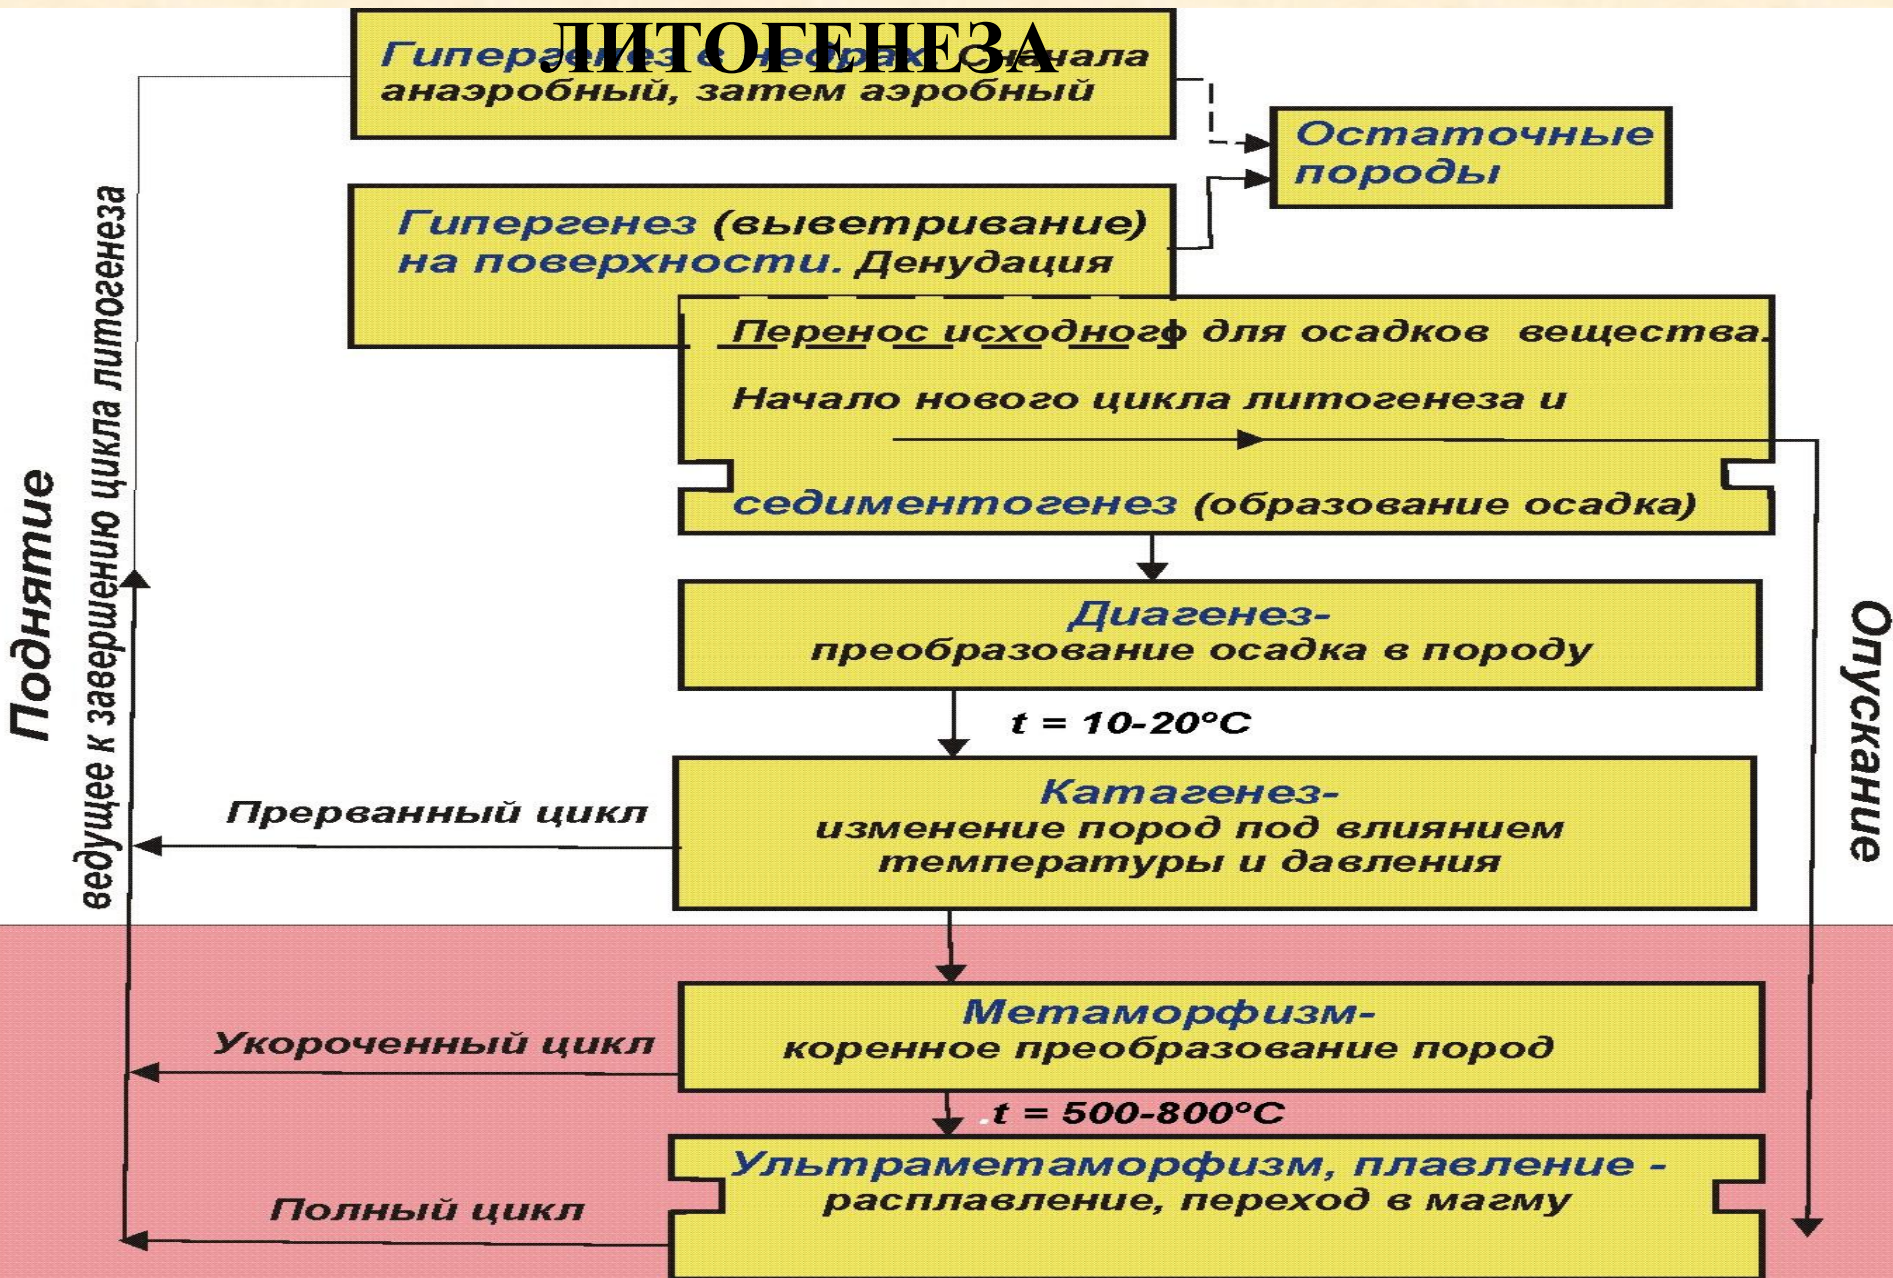 ЛИТОГЕНЕЗА
Гипергенез в недрах. Сначала
анаэробный, затем аэробный
Остаточные
породы
Гипергенез (выветривание)
на поверхности. Денудация
Перенос исходного для осадков вещества.
Начало нового цикла литогенеза и
седиментогенез (образование осадка)
Поднятие
ведущее к завершению цикла литогенеза
Опускание
Диагенез-
преобразование осадка в породу
t = 10-20°C
Прерванный цикл
Катагенез-
изменение пород под влиянием
температуры и давления
Укороченный цикл
Метаморфизм-
коренное преобразование пород
.t = 500-800°C
Полный цикл
Ультраметаморфизм, плавление -
расплавление, переход в магму